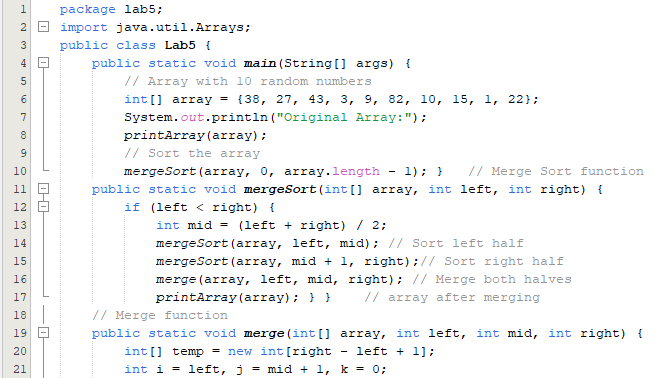 1 package lab5;
2 import java.util.Arrays;
3 public class Lab5 {
4 public static void main(String[] args) {
5 // Array with 10 random numbers
6 int[] array = {38, 27, 43, 3, 9, 82, 10, 15, 1, 22};
7 System.out.println("Original Array:");
8 printArray(array);
9 // Sort the array
10 mergeSort(array, 0, array.length - 1); } // Merge Sort function
11 public static void mergeSort(int[] array, int left, int right) {
12 if (left < right) {
13 int mid = (left + right) / 2;
14 mergeSort(array, left, mid); // Sort left half
15 mergeSort(array, mid + 1, right);// Sort right half
16 merge(array, left, mid, right); // Merge both halves
17 printArray(array); } } // array after merging
18 // Merge function
19 public static void merge(int[] array, int left, int mid, int right) {
20 int[] temp = new int[right - left + 1];
21 int i = left, j = mid + 1, k = 0;